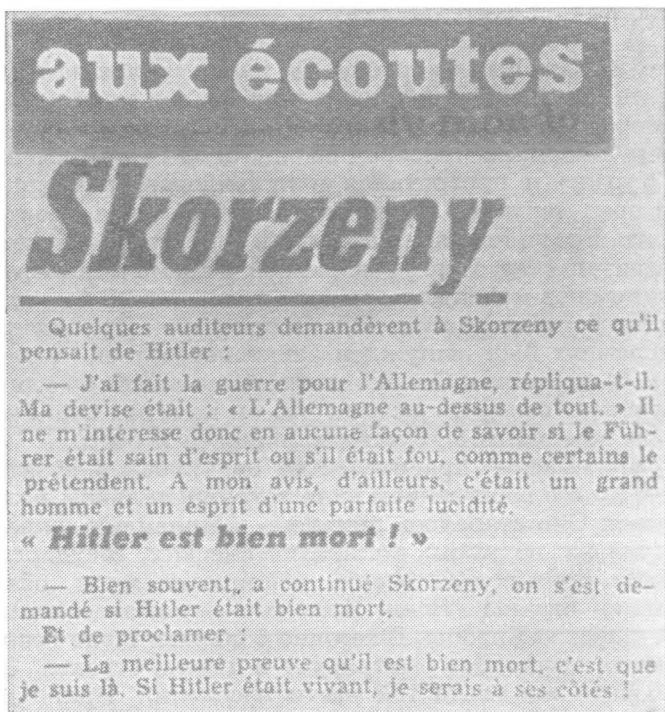 aux écoutes
du monde
Skorzeny
Quelques auditeurs demandèrent à Skorzeny ce qu'il
pensait de Hitler :
— J'ai fait la guerre pour l'Allemagne, répliqua-t-il.
Ma devise était : « L'Allemagne au-dessus de tout. » Il
ne m'intéresse donc en aucune façon de savoir si le Füh-
rer était sain d'esprit ou s'il était fou, comme certains le
prétendent. A mon avis, d'ailleurs, c'était un grand
homme et un esprit d'une parfaite lucidité.
« Hitler est bien mort ! »
— Bien souvent, a continué Skorzeny, on s'est de-
mandé si Hitler était bien mort.
Et de proclamer :
— La meilleure preuve qu'il est bien mort, c'est que
je suis là. Si Hitler était vivant, je serais à ses côtés !